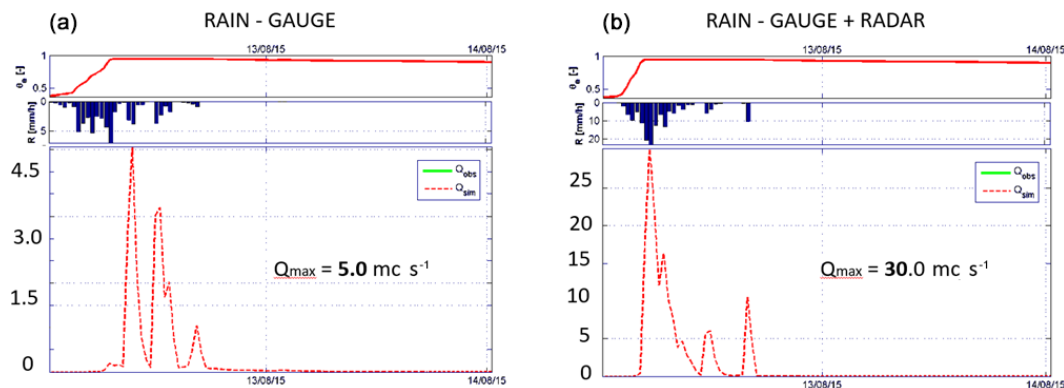 (a)
RAIN - GAUGE
13/08/15
14/08/15
1
0.5
θe [-]
0
5
R [mm/h]
4.5
3.0
1.5
0
Qobs
Qsim
Qmax = 5.0 mc s-1
13/08/15
14/08/15
(b)
RAIN - GAUGE + RADAR
13/08/15
14/08/15
1
0.5
θe [-]
0
10
20
R [mm/h]
25
20
15
10
5
0
Qobs
Qsim
Qmax = 30.0 mc s-1
13/08/15
14/08/15